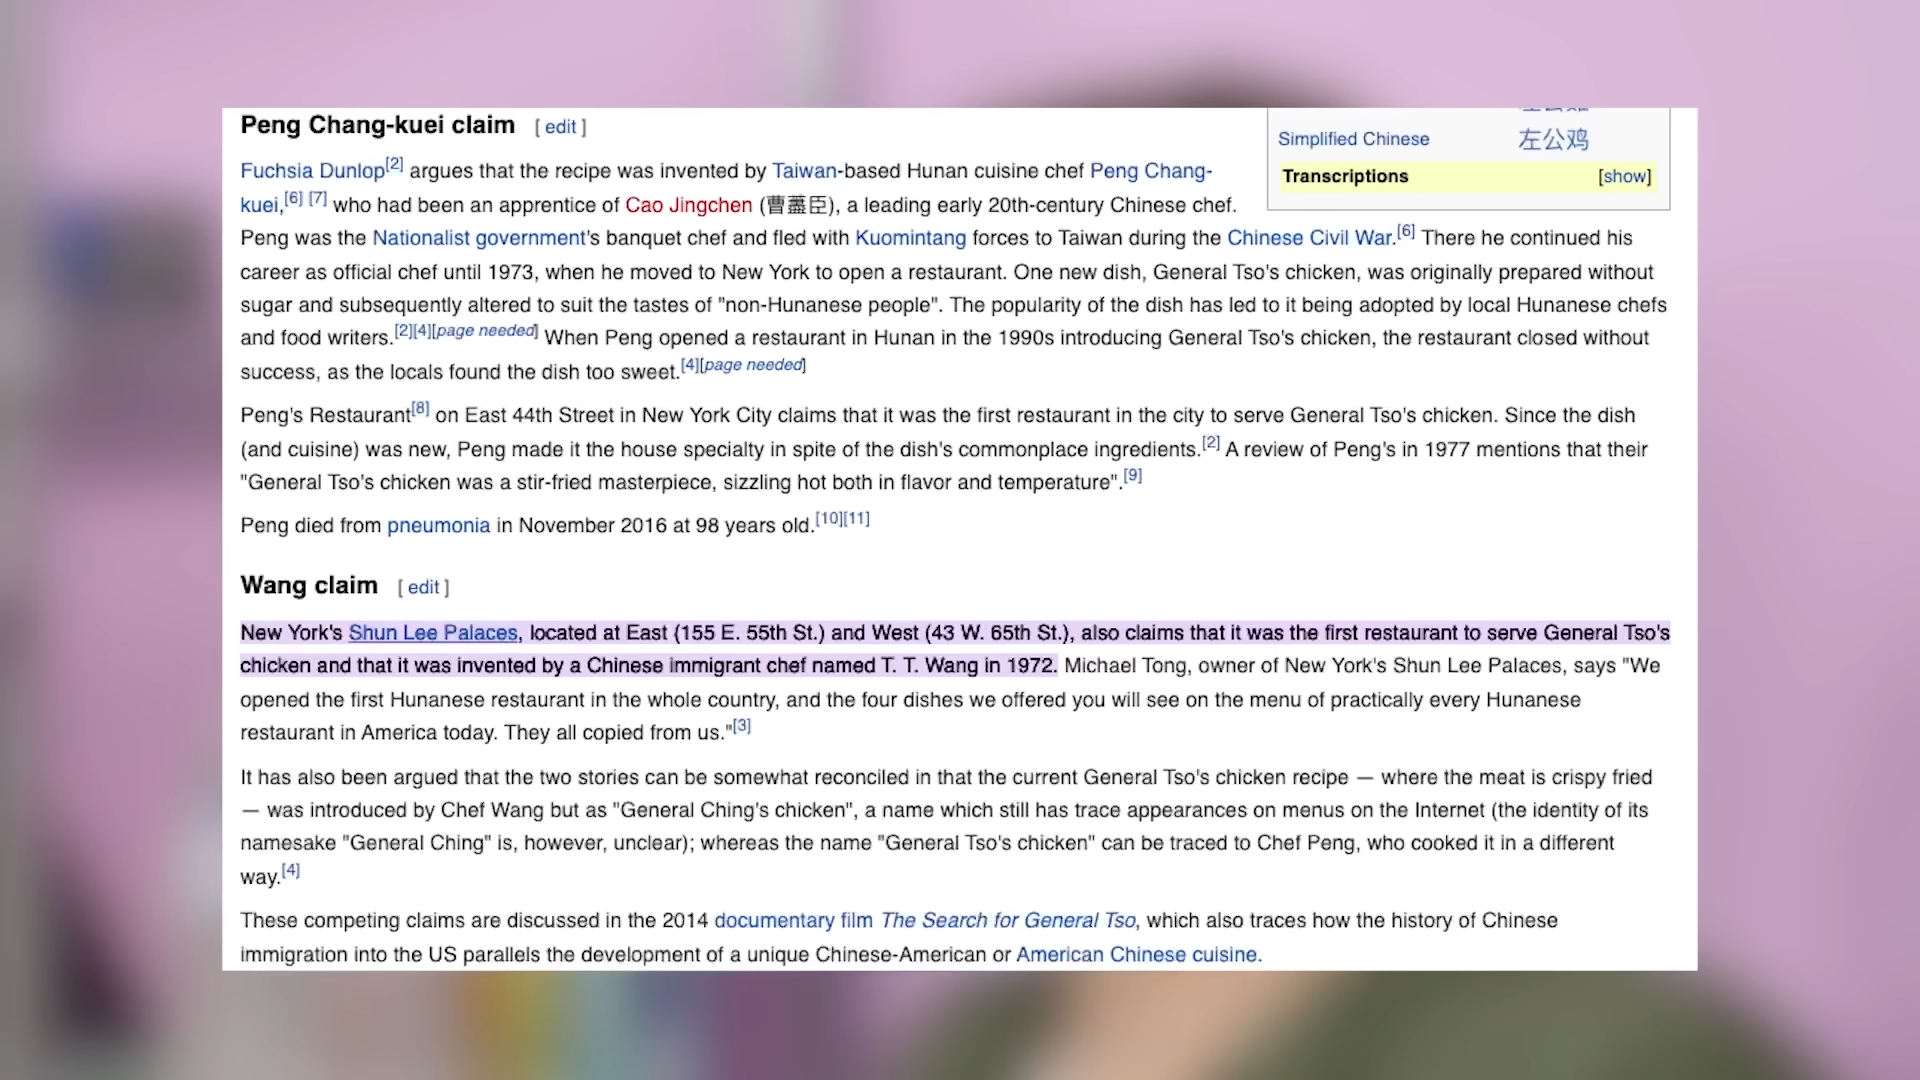 Peng Chang-kuei claim [ edit ]
Simplified Chinese 左公鸡
Transcriptions [show]
Fuchsia Dunlop[2] argues that the recipe was invented by Taiwan-based Hunan cuisine chef Peng Chang-
kuei,[6] [7] who had been an apprentice of Cao Jingchen (曹藎臣), a leading early 20th-century Chinese chef.
Peng was the Nationalist government's banquet chef and fled with Kuomintang forces to Taiwan during the Chinese Civil War.[6] There he continued his
career as official chef until 1973, when he moved to New York to open a restaurant. One new dish, General Tso's chicken, was originally prepared without
sugar and subsequently altered to suit the tastes of "non-Hunanese people". The popularity of the dish has led to it being adopted by local Hunanese chefs
and food writers.[2][4][page needed] When Peng opened a restaurant in Hunan in the 1990s introducing General Tso's chicken, the restaurant closed without
success, as the locals found the dish too sweet.[4][page needed]
Peng's Restaurant[8] on East 44th Street in New York City claims that it was the first restaurant in the city to serve General Tso's chicken. Since the dish
(and cuisine) was new, Peng made it the house specialty in spite of the dish's commonplace ingredients.[2] A review of Peng's in 1977 mentions that their
"General Tso's chicken was a stir-fried masterpiece, sizzling hot both in flavor and temperature".[9]
Peng died from pneumonia in November 2016 at 98 years old.[10][11]
Wang claim [ edit ]
New York's Shun Lee Palaces, located at East (155 E. 55th St.) and West (43 W. 65th St.), also claims that it was the first restaurant to serve General Tso's
chicken and that it was invented by a Chinese immigrant chef named T. T. Wang in 1972. Michael Tong, owner of New York's Shun Lee Palaces, says "We
opened the first Hunanese restaurant in the whole country, and the four dishes we offered you will see on the menu of practically every Hunanese
restaurant in America today. They all copied from us."[3]
It has also been argued that the two stories can be somewhat reconciled in that the current General Tso's chicken recipe — where the meat is crispy fried
— was introduced by Chef Wang but as "General Ching's chicken", a name which still has trace appearances on menus on the Internet (the identity of its
namesake "General Ching" is, however, unclear); whereas the name "General Tso's chicken" can be traced to Chef Peng, who cooked it in a different
way.[4]
These competing claims are discussed in the 2014 documentary film The Search for General Tso, which also traces how the history of Chinese
immigration into the US parallels the development of a unique Chinese-American or American Chinese cuisine.